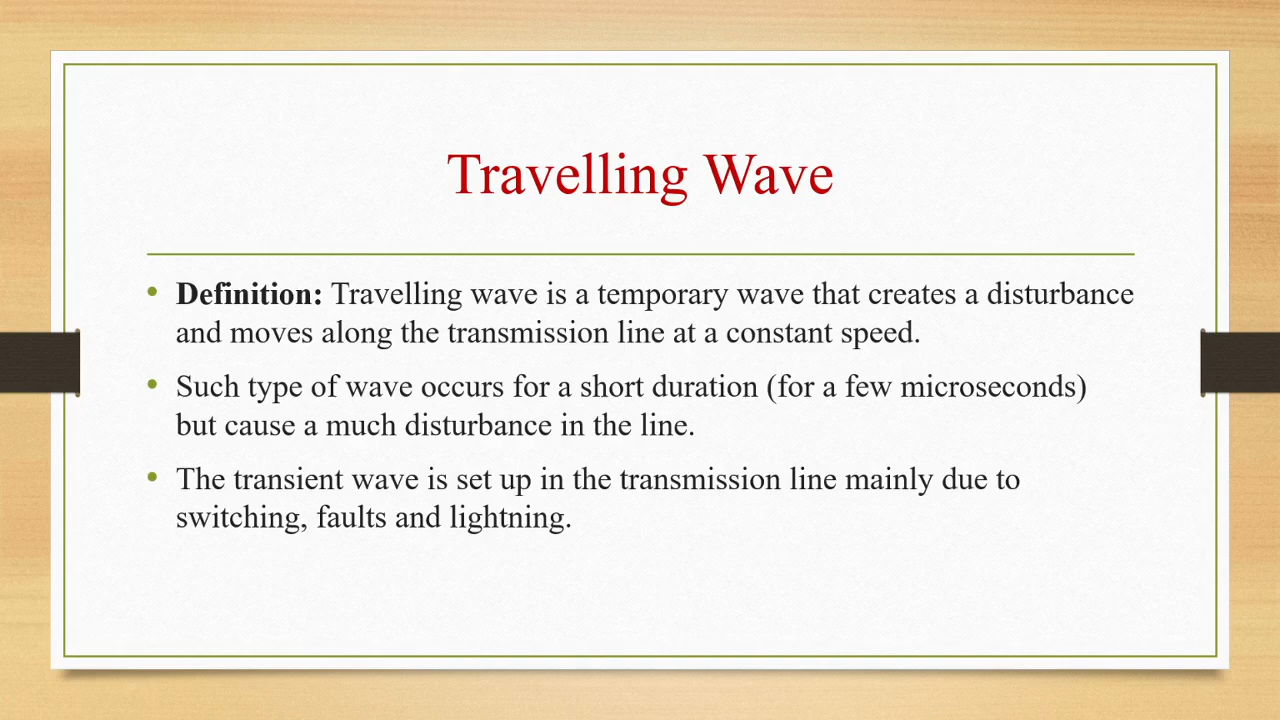 Travelling Wave
• Definition: Travelling wave is a temporary wave that creates a disturbance
and moves along the transmission line at a constant speed.
• Such type of wave occurs for a short duration (for a few microseconds)
but cause a much disturbance in the line.
• The transient wave is set up in the transmission line mainly due to
switching, faults and lightning.